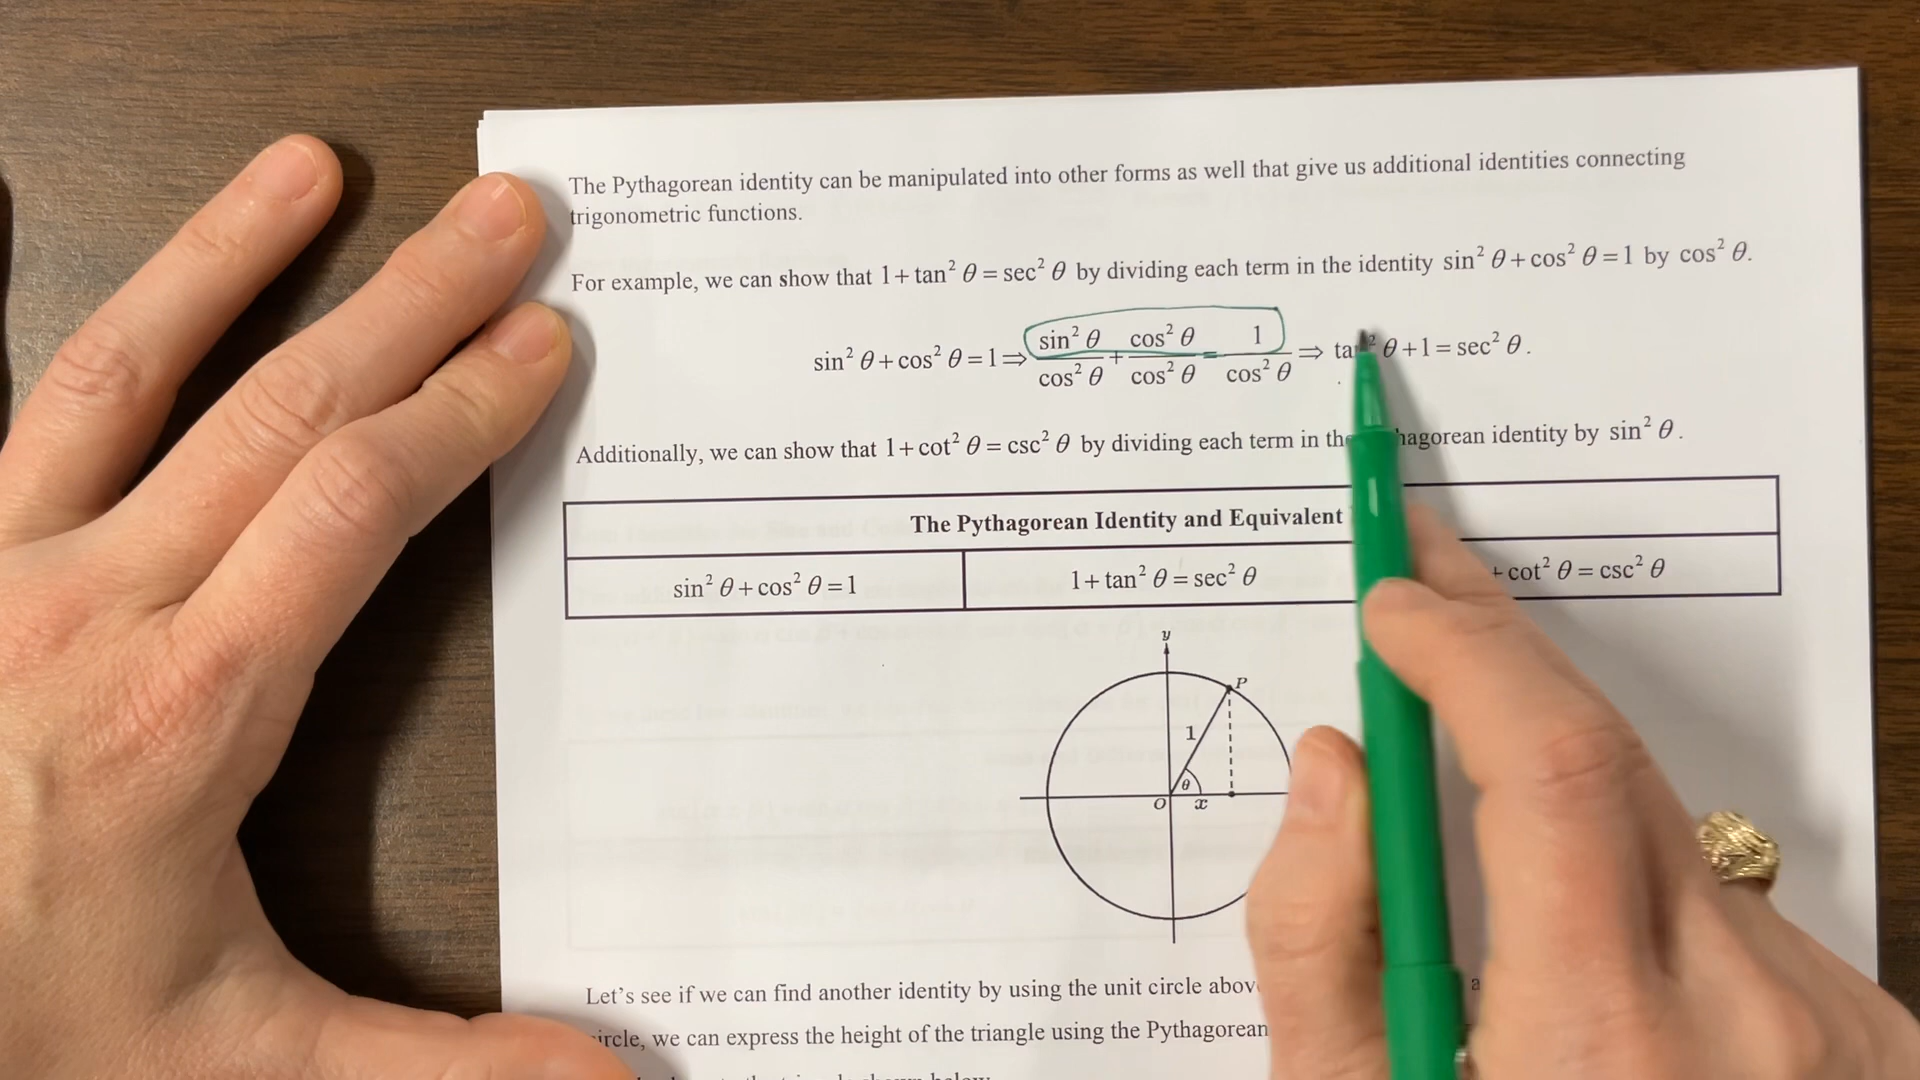 The Pythagorean identity can be manipulated into other forms as well that give us additional identities connecting
trigonometric functions.
For example, we can show that 1 + tan² θ = sec² θ by dividing each term in the identity sin² θ + cos² θ = 1 by cos² θ.
sin² θ + cos² θ = 1 ⇒ sin² θ / cos² θ + cos² θ / cos² θ = 1 / cos² θ ⇒ ² θ + 1 = sec² θ.
Additionally, we can show that 1 + cot² θ = csc² θ by dividing each term in identity by sin² θ.
The Pythagorean Identity and Equivalent
sin² θ + cos² θ = 1
1 + tan² θ = sec² θ
+ cot² θ = csc² θ
y
P
1
θ
O x
Let's see if we can find another identity by using the unit circle
we can express the height of the triangle using the Pythagorean